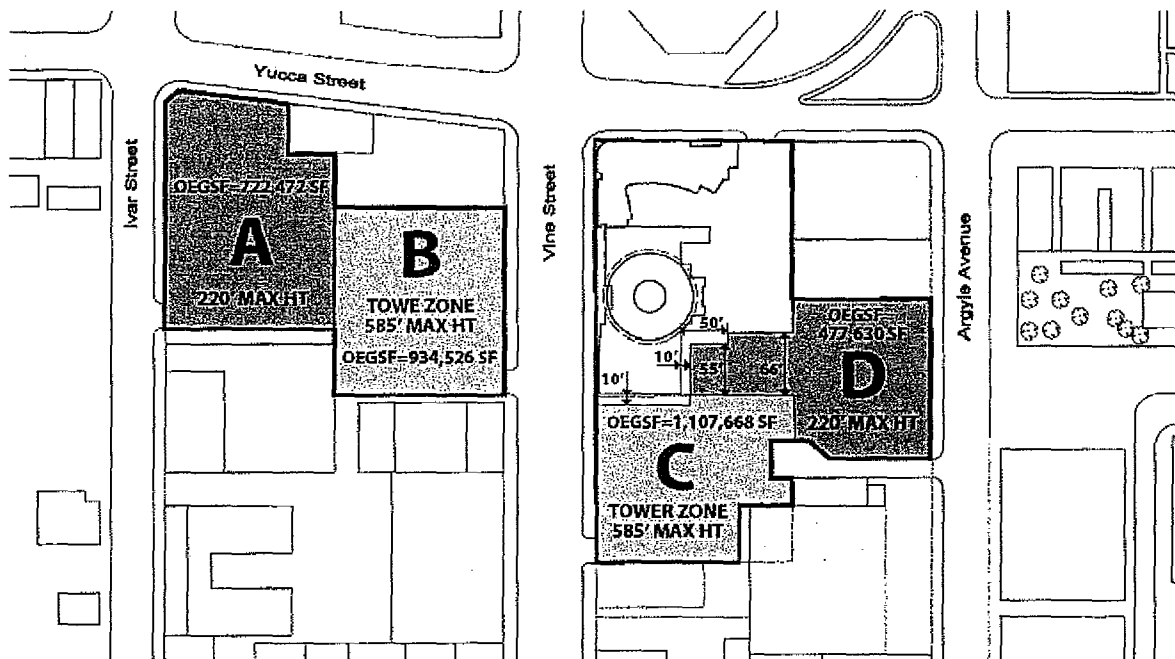 Yucca Street
Ivar Street
OEGSF=722,472 SF
A
220' MAX HT
B
TOWE ZONE
585' MAX HT
OEGSF=934,526 SF
Vine Street
50'
10'
55'
66'
10'
OEGSF=1,107,668 SF
C
TOWER ZONE
585' MAX HT
OEGSF=
477,630 SF
D
220' MAX HT
Argyle Avenue